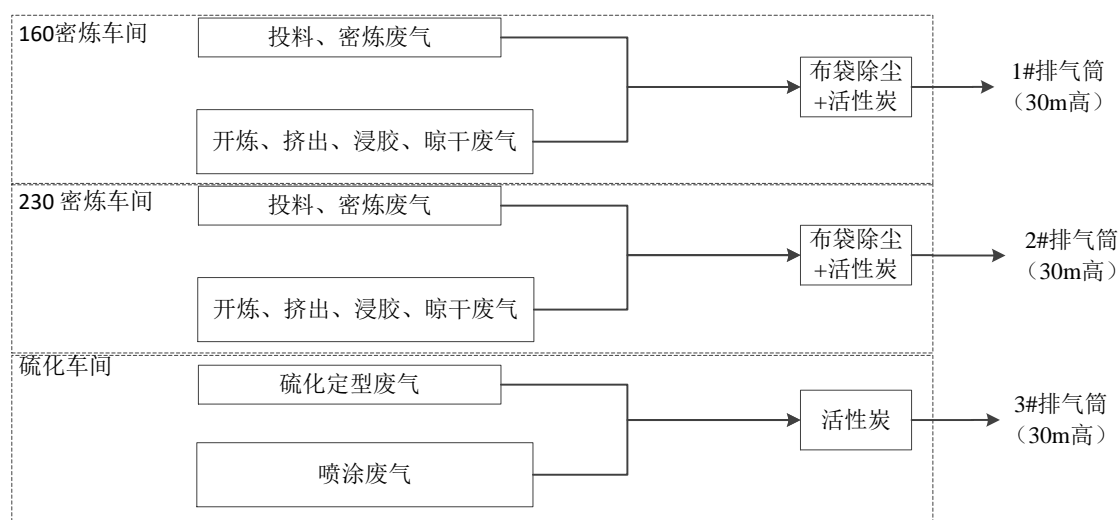 160密炼车间
投料、密炼废气
开炼、挤出、浸胶、晾干废气
布袋除尘
+活性炭
1#排气筒
（30m高）
230 密炼车间
投料、密炼废气
开炼、挤出、浸胶、晾干废气
布袋除尘
+活性炭
2#排气筒
（30m高）
硫化车间
硫化定型废气
喷涂废气
活性炭
3#排气筒
（30m高）